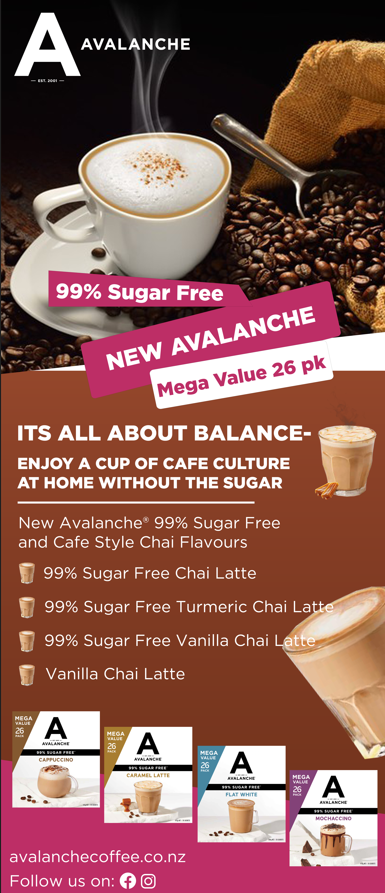 A AVALANCHE
EST. 2001
99% Sugar Free
NEW AVALANCHE
Mega Value 26 pk
ITS ALL ABOUT BALANCE-
ENJOY A CUP OF CAFE CULTURE
AT HOME WITHOUT THE SUGAR
New Avalanche® 99% Sugar Free
and Cafe Style Chai Flavours
99% Sugar Free Chai Latte
99% Sugar Free Turmeric Chai Latte
99% Sugar Free Vanilla Chai Latte
Vanilla Chai Latte
MEGA
VALUE
26
PACK
A
AVALANCHE
99% SUGAR FREE
CAPPUCCINO
MEGA
VALUE
26
PACK
A
AVALANCHE
99% SUGAR FREE
CARAMEL LATTE
MEGA
VALUE
26
PACK
A
AVALANCHE
99% SUGAR FREE
FLAT WHITE
MEGA
VALUE
26
PACK
A
AVALANCHE
99% SUGAR FREE
MOCHACCINO
avalanchecoffee.co.nz
Follow us on: